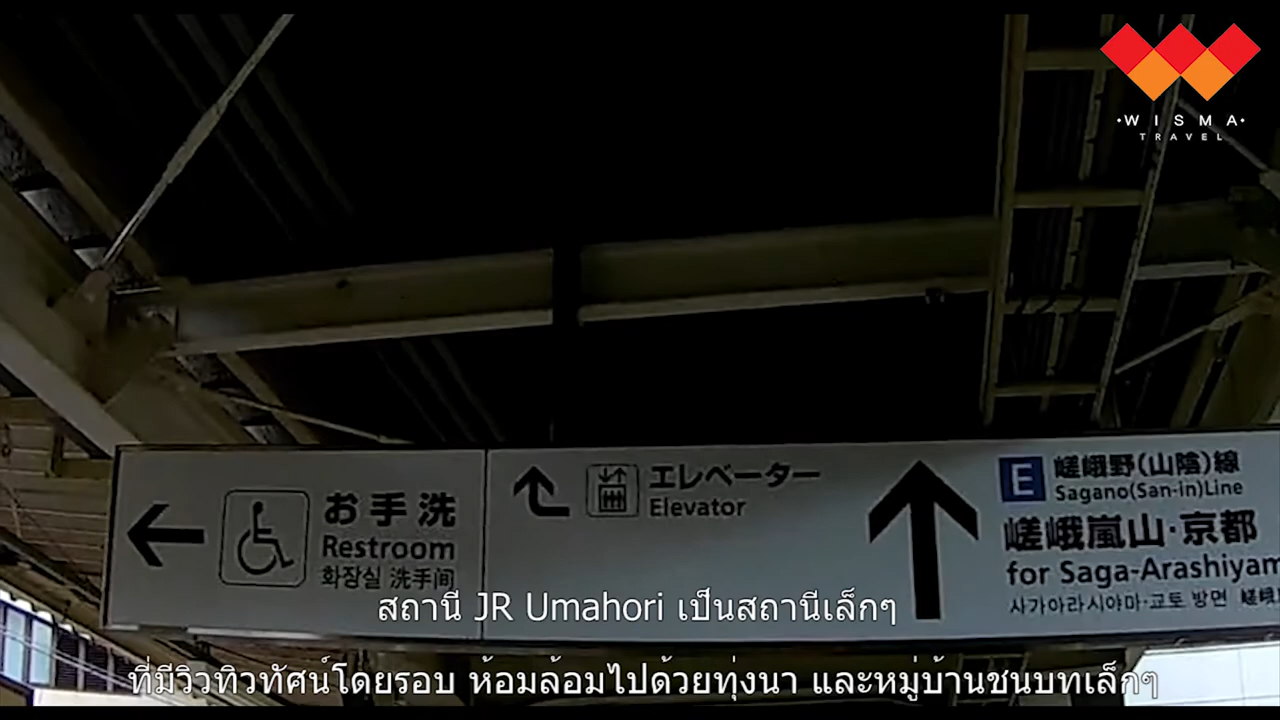 ·WISMA·
TRAVEL
お手洗
Restroom
화장실 洗手间
エレベーター
Elevator
E 嵯峨野(山陰)線
Sagano(San-in)Line
嵯峨嵐山·京都
for Saga-Arashiyam
사가아라시야마·교토 방면 嵯峨
สถานี JR Umahori เป็นสถานีเล็กๆ
ที่มีวิวทิวทัศน์โดยรอบ ห้อมล้อมไปด้วยทุ่งนา และหมู่บ้านชนบทเล็กๆ